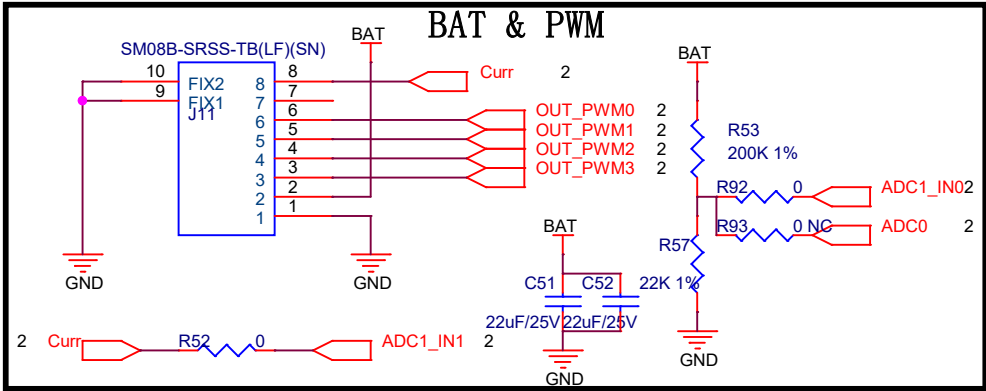 BAT & PWM
SM08B-SRSS-TB(LF)(SN)
BAT
BAT
10 FIX2 8 8 Curr 2
9 FIX1 7 7
J11
6 6 OUT_PWM0 2
5 5 OUT_PWM1 2
4 4 OUT_PWM2 2
3 3 OUT_PWM3 2
2 2
1 1
R53
200K 1%
R92 0 ADC1_IN0 2
R93 0 NC ADC0 2
BAT
R57
22K 1%
GND
GND
C51 C52
22uF/25V 22uF/25V
GND
GND
2 Curr R52 0 ADC1_IN1 2